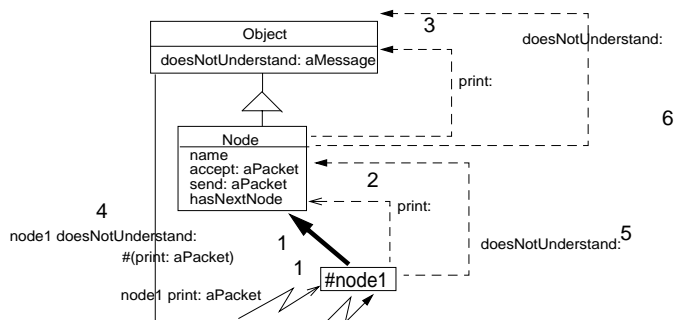 Object
3
doesNotUnderstand:
doesNotUnderstand: aMessage
print:
6
Node
name
accept: aPacket
send: aPacket
hasNextNode
2
print:
4
node1 doesNotUnderstand:
#(print: aPacket)
1
doesNotUnderstand:
5
1
#node1
node1 print: aPacket